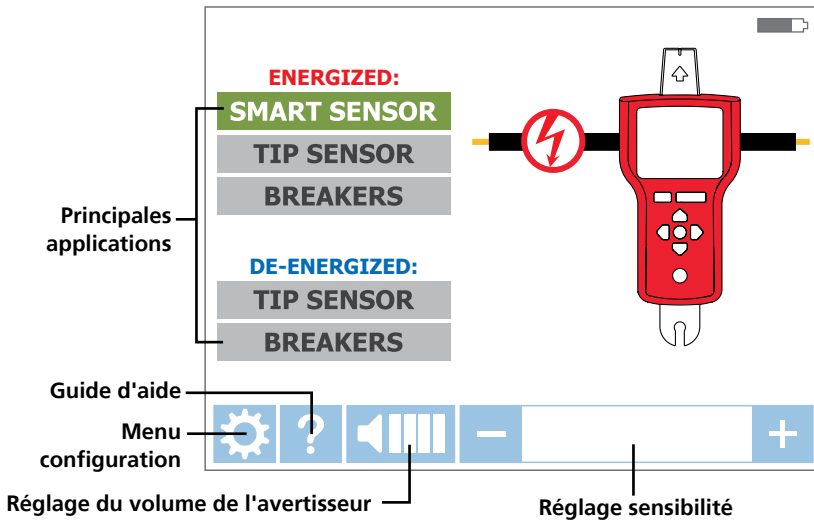 ENERGIZED:
SMART SENSOR
TIP SENSOR
BREAKERS
Principales
applications
DE-ENERGIZED:
TIP SENSOR
BREAKERS
Guide d'aide
?
Menu
configuration
Réglage du volume de l'avertisseur
Réglage sensibilité